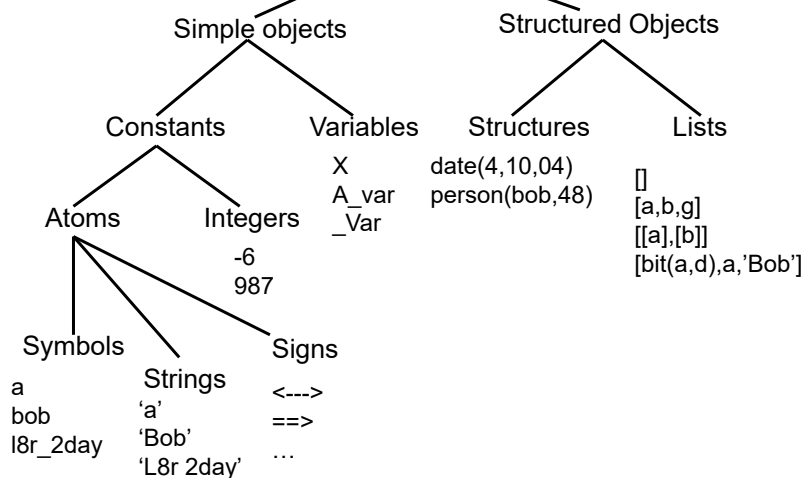 Simple objects
Structured Objects
Constants
Variables
Structures
Lists
X
A_var
_Var
date(4,10,04)
person(bob,48)
[]
[a,b,g]
[[a],[b]]
[bit(a,d),a,’Bob’]
Atoms
Integers
-6
987
Symbols
a
bob
l8r_2day
Strings
‘a’
‘Bob’
‘L8r 2day’
Signs
<--->
==>
…